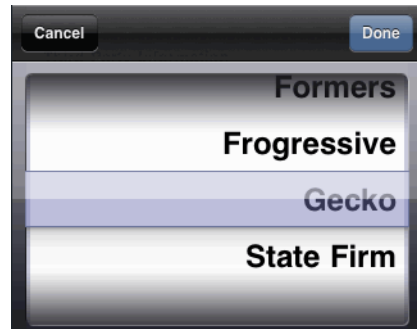 Cancel
Done
Formers
Frogressive
Gecko
State Firm